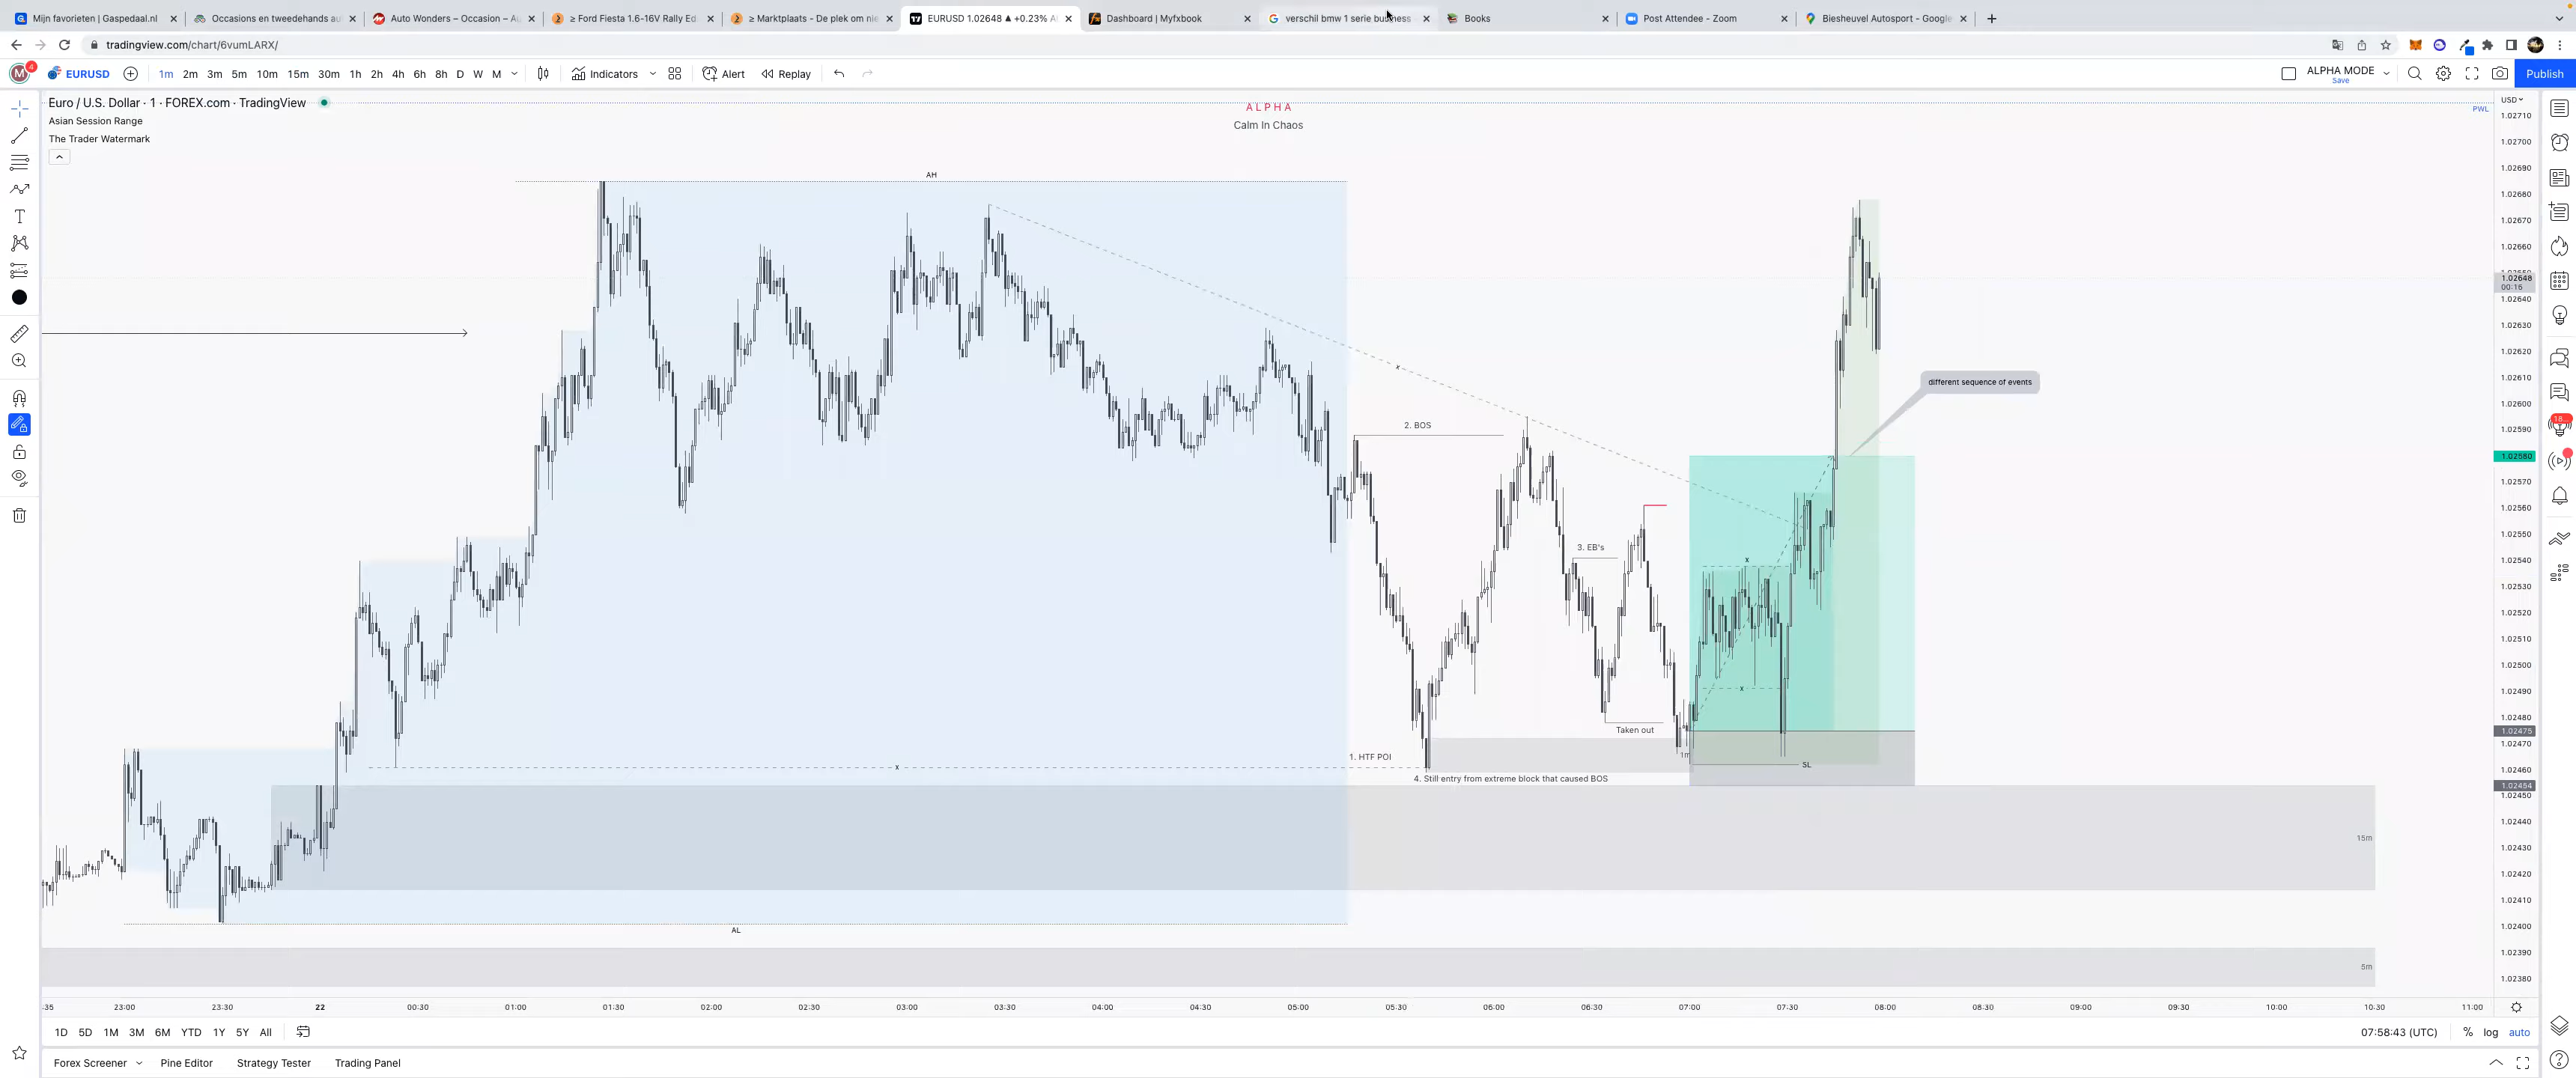 Mijn favorieten | Gaspedaal.nl
Occasions en tweedehands au
Auto Wonders – Occasion – Au
≥ Ford Fiesta 1.6-16V Rally Ed
≥ Marktplaats - De plek om nie
EURUSD 1.02648 ▲ +0.23% Al
Dashboard | Myfxbook
verschil bmw 1 serie business
Books
Post Attendee - Zoom
Biesheuvel Autosport - Google
tradingview.com/chart/6vumLARX/
M 4 EURUSD 1m 2m 3m 5m 10m 15m 30m 1h 2h 4h 6h 8h D W M Indicators Alert Replay ALPHA MODE Save Publish
Euro / U.S. Dollar · 1 · FOREX.com · TradingView
Asian Session Range
The Trader Watermark
ALPHA
Calm In Chaos
USD
PWL
1.02710
1.02700
1.02690
1.02680
1.02670
1.02660
1.02648
00:16
1.02640
1.02630
1.02620
1.02610
1.02600
1.02590
1.02580
1.02570
1.02560
1.02550
1.02540
1.02530
1.02520
1.02510
1.02500
1.02490
1.02480
1.02475
1.02470
1.02460
1.02454
1.02450
1.02440
1.02430
1.02420
1.02410
1.02400
1.02390
1.02380
AH
x
different sequence of events
2. BOS
3. EB's
x
x
Taken out
1. HTF POI
1m
SL
x
4. Still entry from extreme block that caused BOS
15m
AL
5m
:35 23:00 23:30 22 00:30 01:00 01:30 02:00 02:30 03:00 03:30 04:00 04:30 05:00 05:30 06:00 06:30 07:00 07:30 08:00 08:30 09:00 09:30 10:00 10:30 11:00
1D 5D 1M 3M 6M YTD 1Y 5Y All 07:58:43 (UTC) % log auto
Forex Screener Pine Editor Strategy Tester Trading Panel